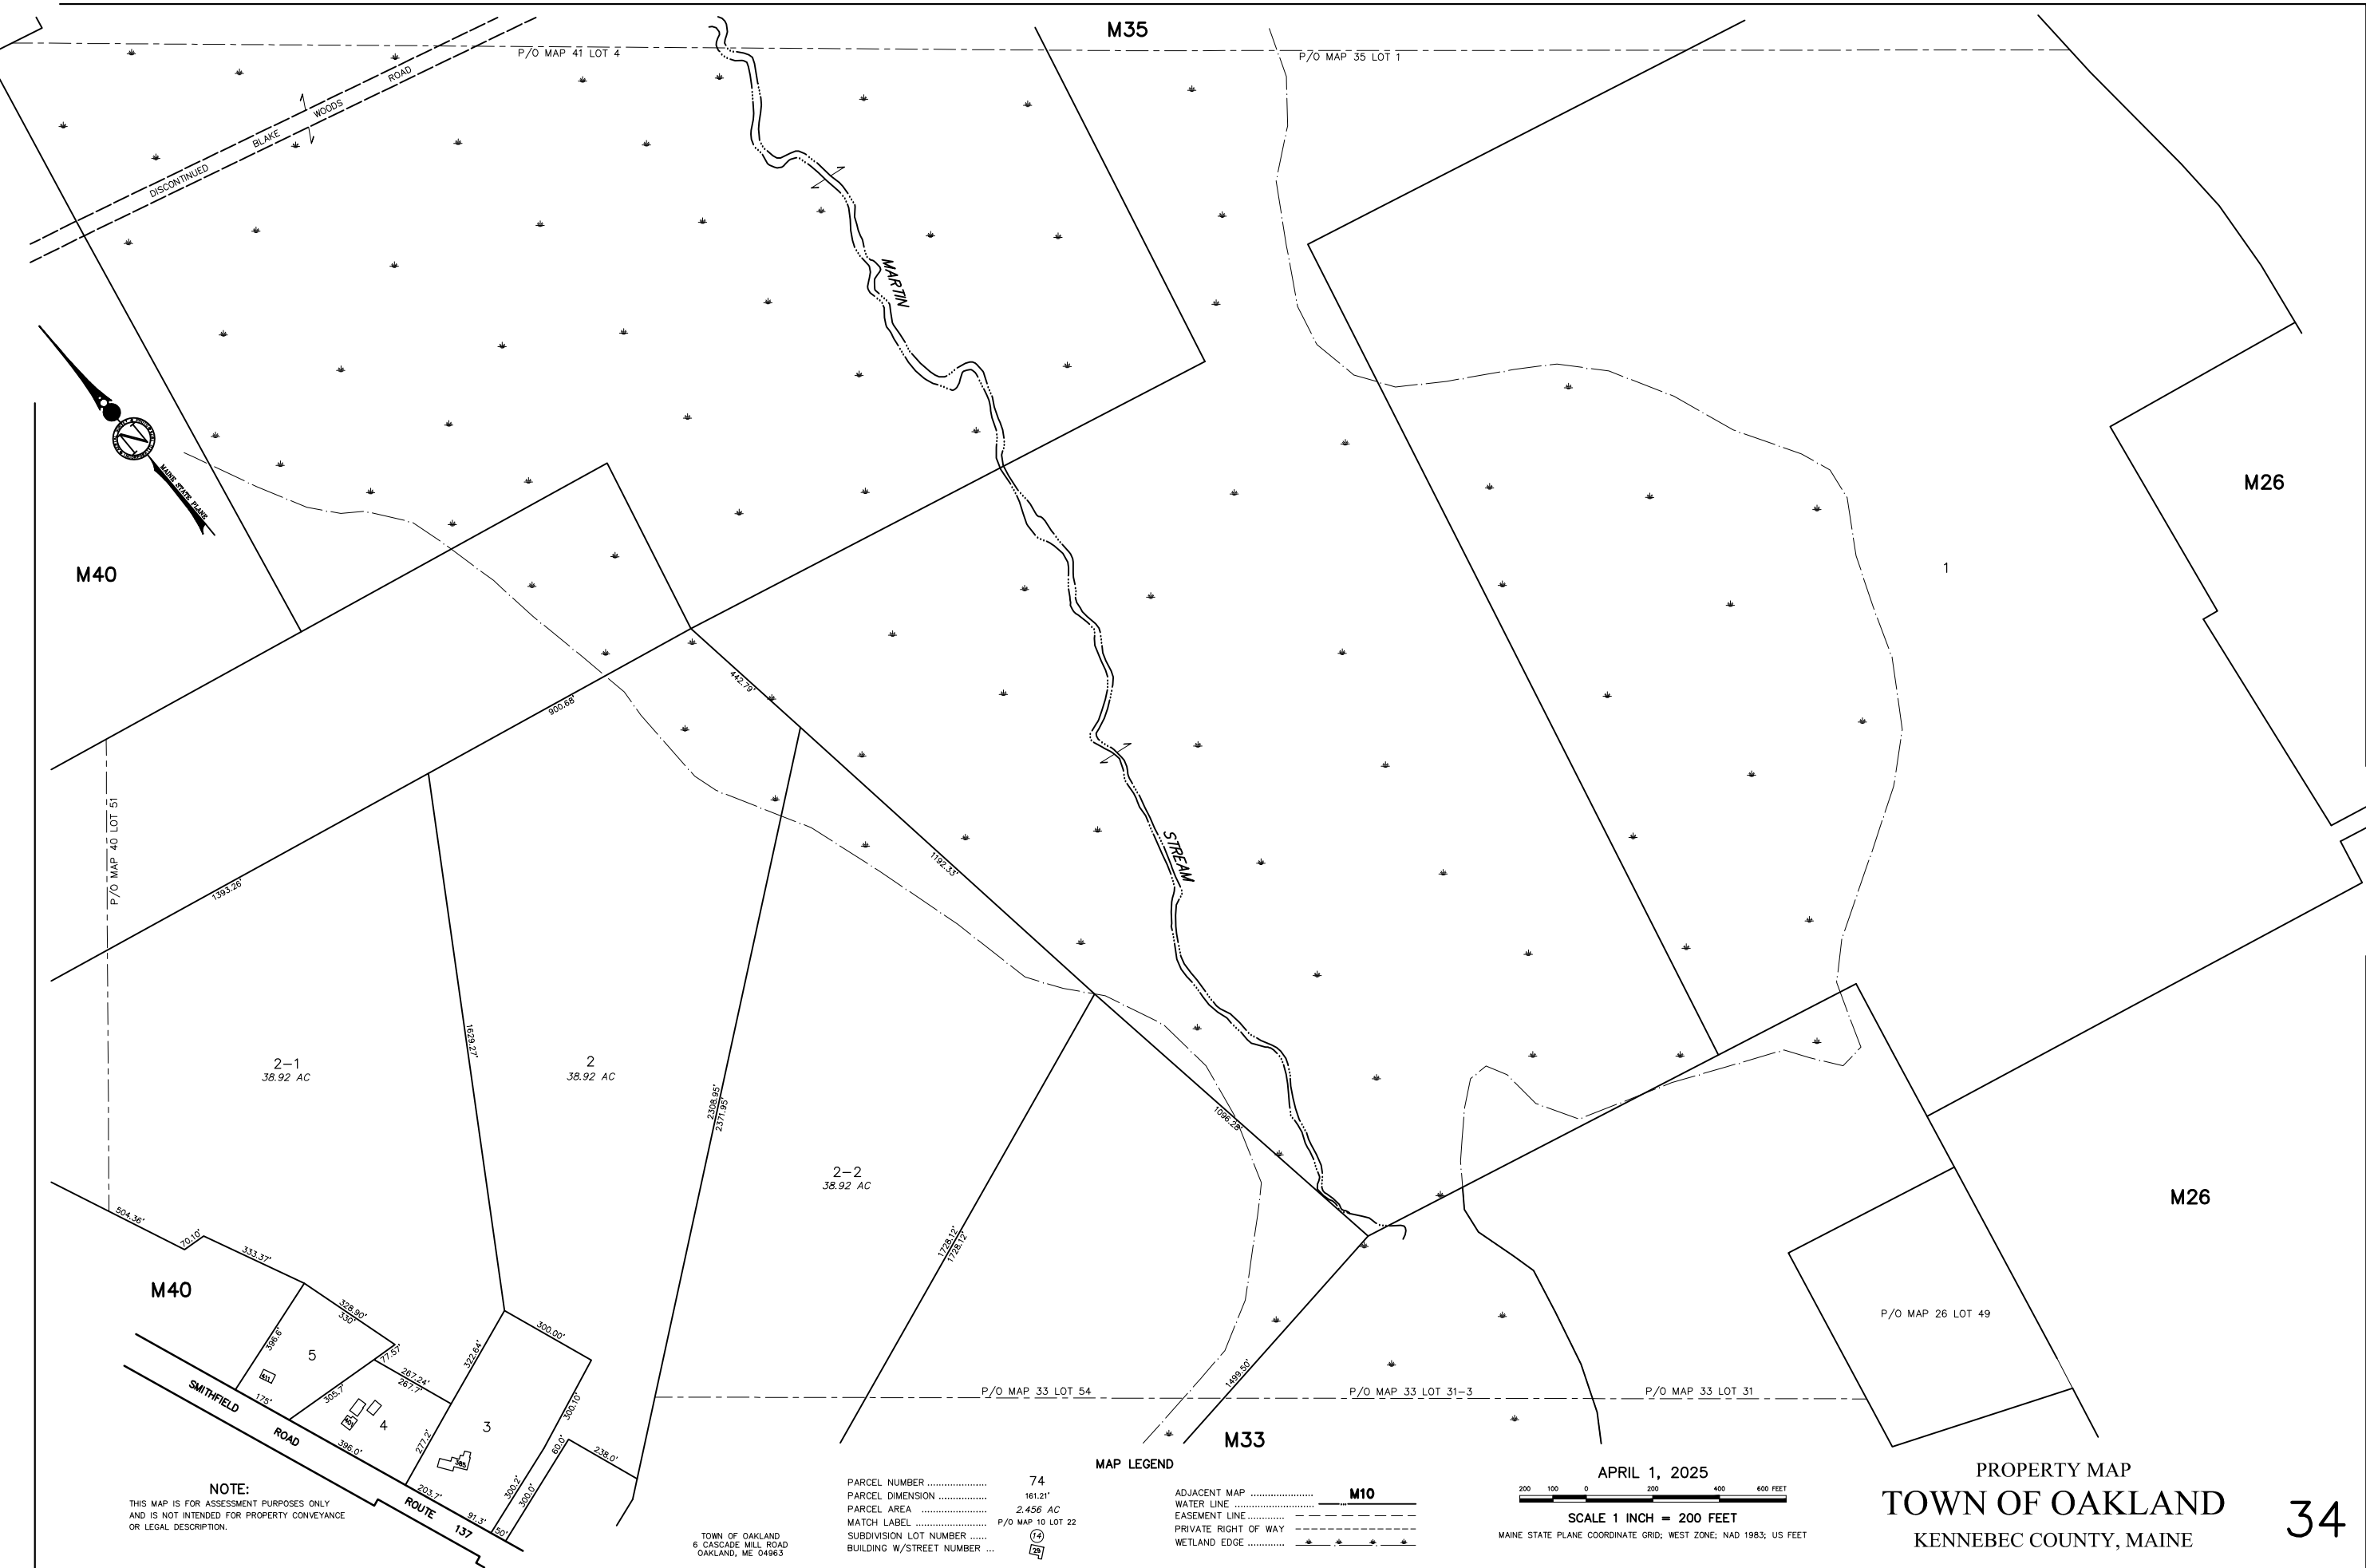 M35
P/O MAP 41 LOT 4
P/O MAP 35 LOT 1
DISCONTINUED BLAKE WOODS ROAD
MARTIN
STREAM
N
MAINE STATE PLANE
M40
M26
1
442.79'
900.68'
P/O MAP 40 LOT 51
1393.26'
1192.33'
1629.27'
2-1
38.92 AC
2
38.92 AC
2308.95'
2371.95'
1096.28'
2-2
38.92 AC
M26
504.36'
70.10'
333.37'
1728.12'
1728.12'
M40
328.90'
330'
300.00'
P/O MAP 26 LOT 49
396.6'
5
77.57'
322.64'
267.24'
267.7'
411
175'
305.7'
1499.50'
300.10'
P/O MAP 33 LOT 54
P/O MAP 33 LOT 31-3
P/O MAP 33 LOT 31
SMITHFIELD ROAD
4
3
396.0'
277.2'
385
60.0'
238.0'
M33
203.7'
300.2'
300.0'
ROUTE 137
91.3'
50'
NOTE:
THIS MAP IS FOR ASSESSMENT PURPOSES ONLY
AND IS NOT INTENDED FOR PROPERTY CONVEYANCE
OR LEGAL DESCRIPTION.
TOWN OF OAKLAND
6 CASCADE MILL ROAD
OAKLAND, ME 04963
MAP LEGEND
PARCEL NUMBER ................. 74
PARCEL DIMENSION .............. 161.21'
PARCEL AREA ................... 2.456 AC
MATCH LABEL ..................... P/O MAP 10 LOT 22
SUBDIVISION LOT NUMBER ...... 14
BUILDING W/STREET NUMBER ... 29
ADJACENT MAP .................. M10
WATER LINE ........................
EASEMENT LINE............
PRIVATE RIGHT OF WAY
WETLAND EDGE ............
APRIL 1, 2025
200 100 0 200 400 600 FEET
SCALE 1 INCH = 200 FEET
MAINE STATE PLANE COORDINATE GRID; WEST ZONE; NAD 1983; US FEET
PROPERTY MAP
TOWN OF OAKLAND
KENNEBEC COUNTY, MAINE
34